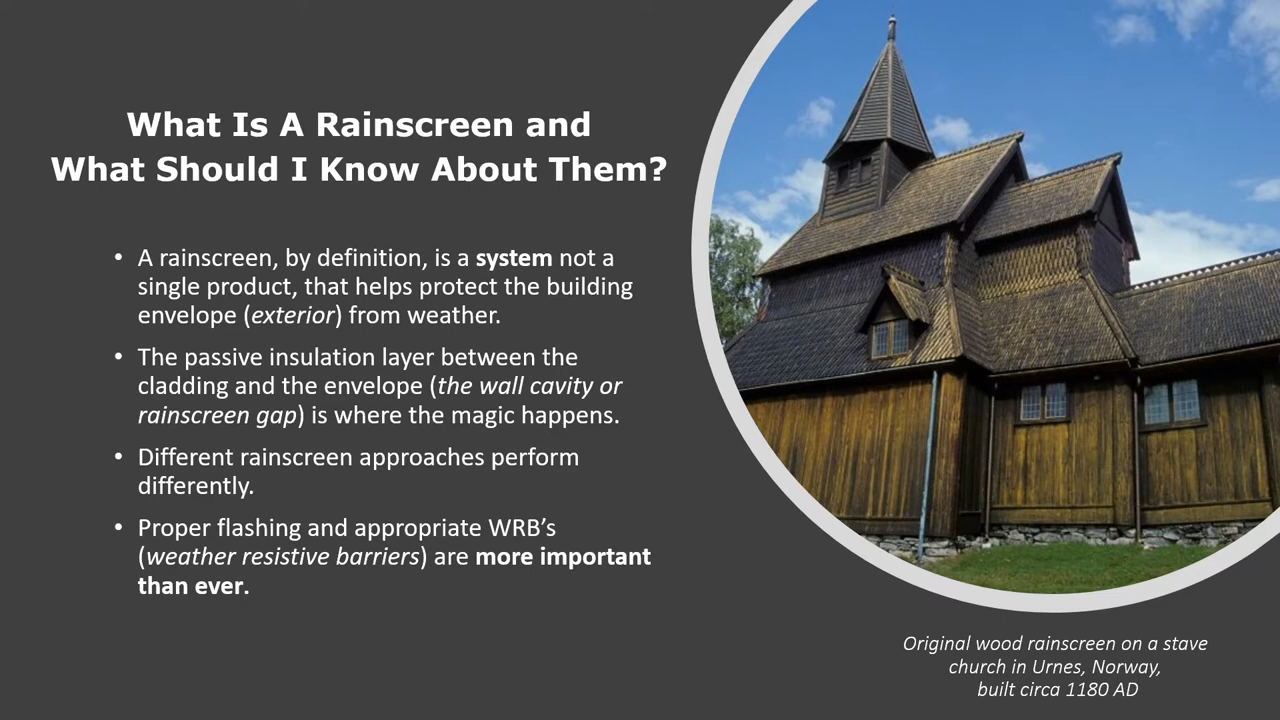 What Is A Rainscreen and
What Should I Know About Them?
• A rainscreen, by definition, is a system not a
single product, that helps protect the building
envelope (exterior) from weather.
• The passive insulation layer between the
cladding and the envelope (the wall cavity or
rainscreen gap) is where the magic happens.
• Different rainscreen approaches perform
differently.
• Proper flashing and appropriate WRB’s
(weather resistive barriers) are more important
than ever.
Original wood rainscreen on a stave
church in Urnes, Norway,
built circa 1180 AD